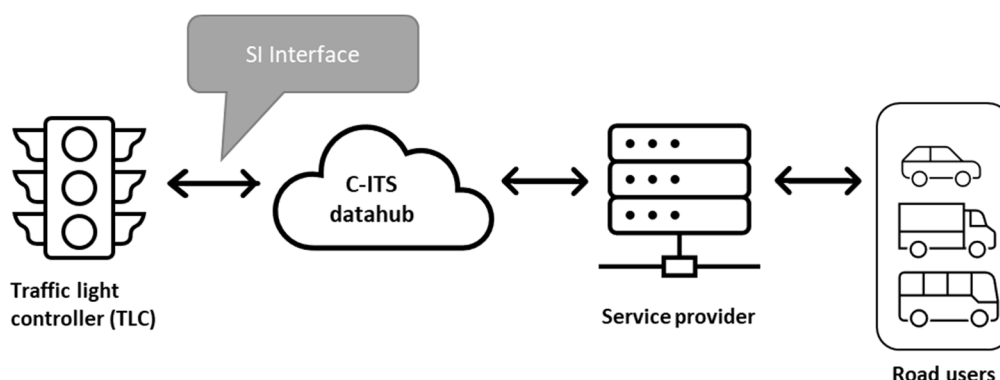 SI Interface
C-ITS
datahub
Traffic light
controller (TLC)
Service provider
Road users